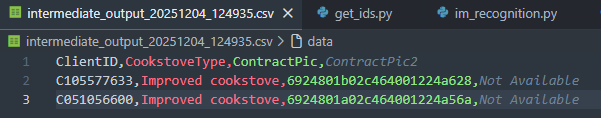 intermediate_output_20251204_124935.csv get_ids.py im_recognition.py
intermediate_output_20251204_124935.csv > data
1 ClientID,CookstoveType,ContractPic,ContractPic2
2 C105577633,Improved cookstove,6924801b02c464001224a628,Not Available
3 C051056600,Improved cookstove,6924801a02c464001224a56a,Not Available